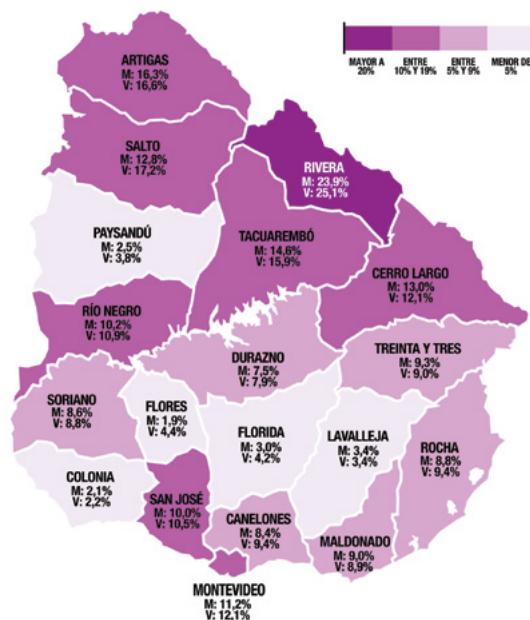 MAYOR A
20%
ENTRE
10% Y 19%
ENTRE
5% Y 9%
MENOR DE
5%
ARTIGAS
M: 16,3%
V: 16,6%
SALTO
M: 12,8%
V: 17,2%
RIVERA
M: 23,9%
V: 25,1%
PAYSANDÚ
M: 2,5%
V: 3,8%
TACUAREMBÓ
M: 14,6%
V: 15,9%
CERRO LARGO
M: 13,0%
V: 12,1%
RÍO NEGRO
M: 10,2%
V: 10,9%
DURAZNO
M: 7,5%
V: 7,9%
TREINTA Y TRES
M: 9,3%
V: 9,0%
SORIANO
M: 8,6%
V: 8,8%
FLORES
M: 1,9%
V: 4,4%
FLORIDA
M: 3,0%
V: 4,2%
LAVALLEJA
M: 3,4%
V: 3,4%
ROCHA
M: 8,8%
V: 9,4%
COLONIA
M: 2,1%
V: 2,2%
SAN JOSÉ
M: 10,0%
V: 10,5%
CANELONES
M: 8,4%
V: 9,4%
MALDONADO
M: 9,0%
V: 8,9%
MONTEVIDEO
M: 11,2%
V: 12,1%